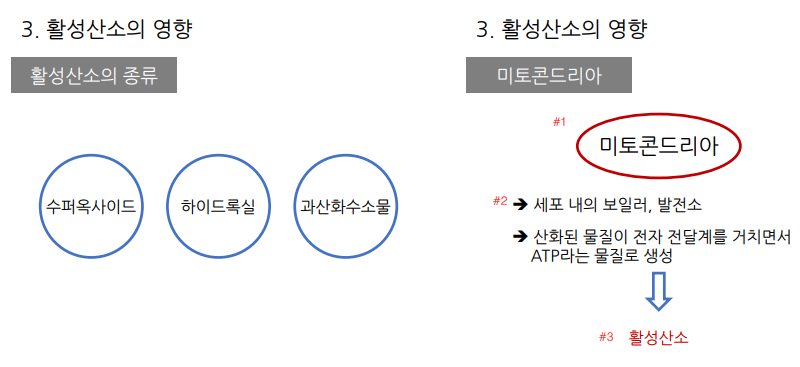 3. 활성산소의 영향
활성산소의 종류
수퍼옥사이드
하이드록실
과산화수소물
3. 활성산소의 영향
미토콘드리아
#1
미토콘드리아
#2 ➔ 세포 내의 보일러, 발전소
➔ 산화된 물질이 전자 전달계를 거치면서
ATP라는 물질로 생성
#3 활성산소